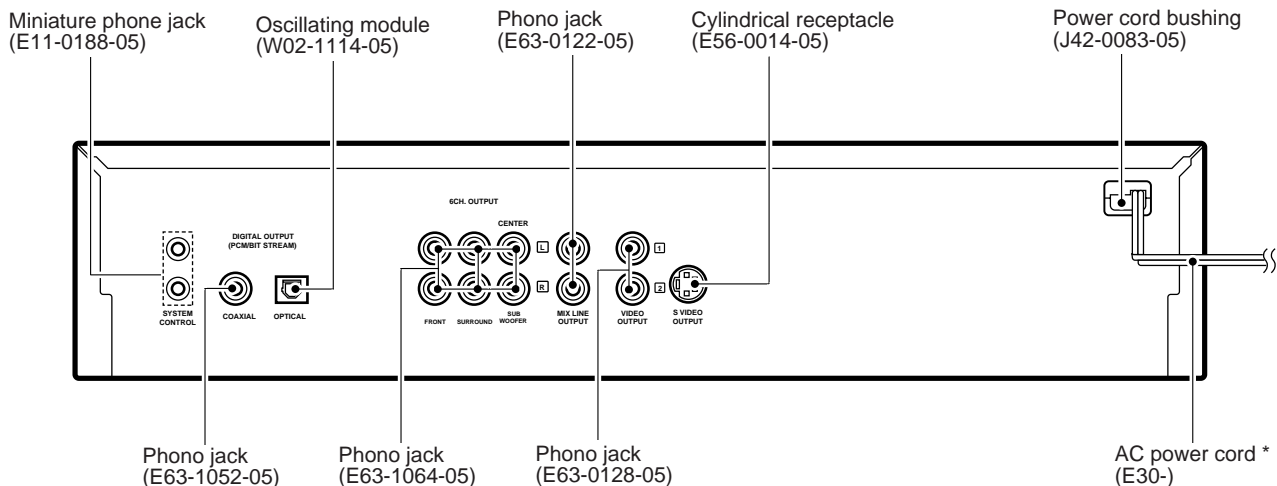 Miniature phone jack
(E11-0188-05)
Oscillating module
(W02-1114-05)
Phono jack
(E63-0122-05)
Cylindrical receptacle
(E56-0014-05)
Power cord bushing
(J42-0083-05)
6CH. OUTPUT
CENTER
DIGITAL OUTPUT
(PCM/BIT STREAM)
L
1
R
2
SYSTEM
CONTROL
COAXIAL
OPTICAL
FRONT
SURROUND
SUB
WOOFER
MIX LINE
OUTPUT
VIDEO
OUTPUT
S VIDEO
OUTPUT
Phono jack
(E63-1052-05)
Phono jack
(E63-1064-05)
Phono jack
(E63-0128-05)
AC power cord *
(E30-)